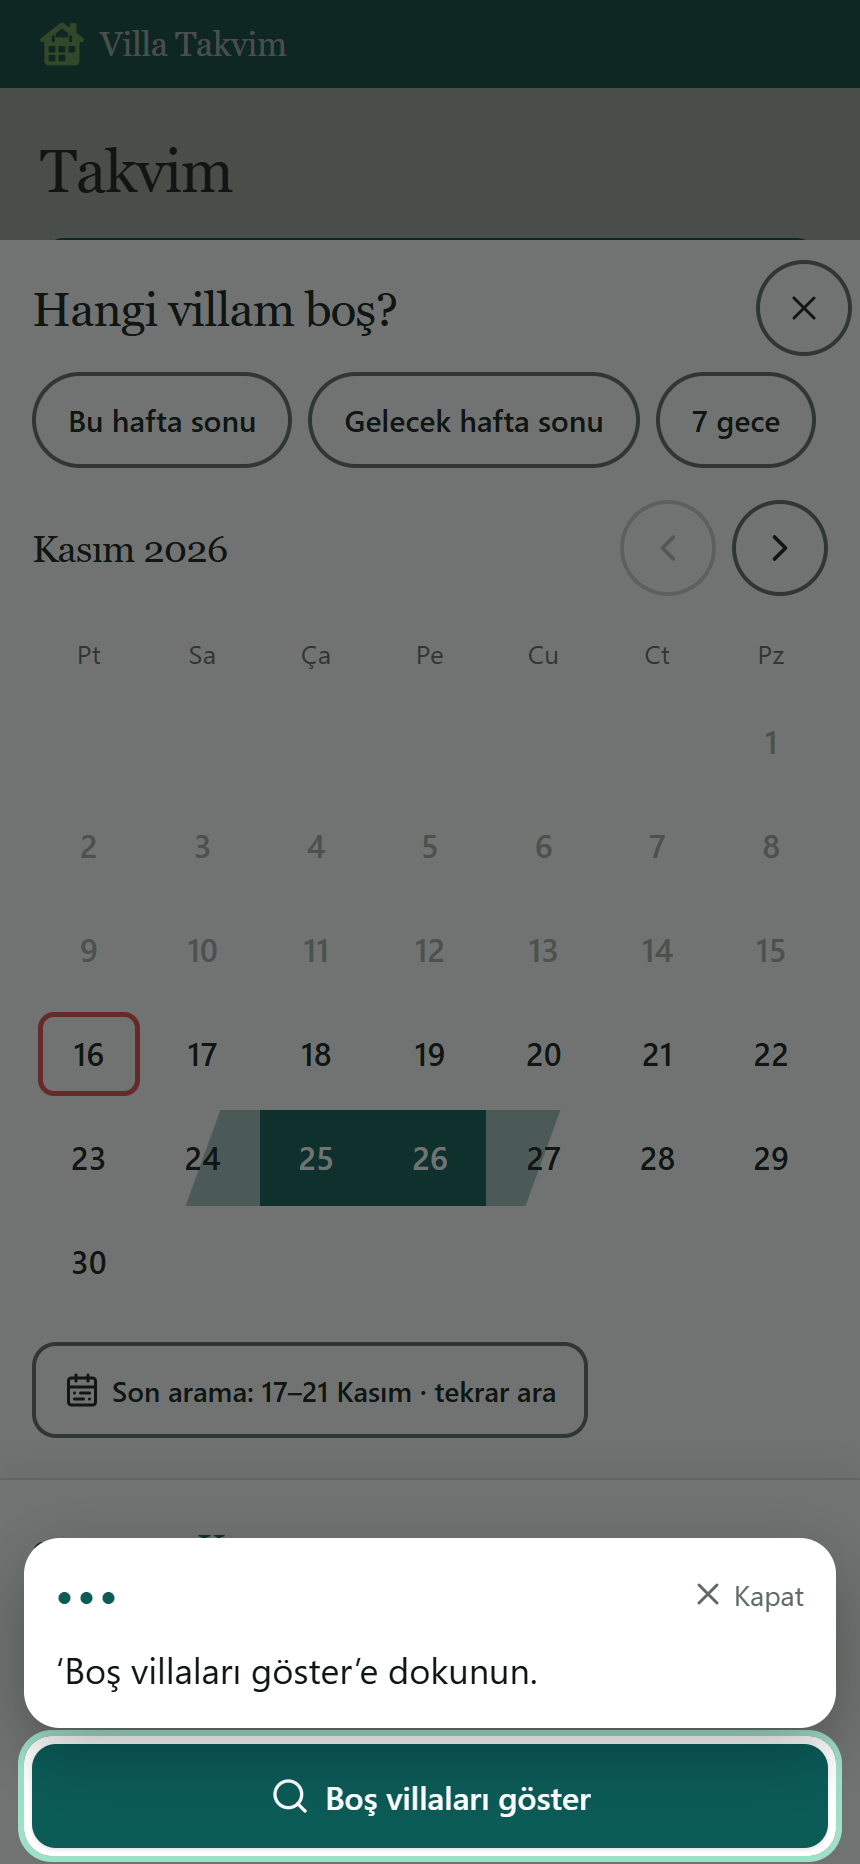 Villa Takvim
Takvim
Hangi villam boş?
Bu hafta sonu
Gelecek hafta sonu
7 gece
Kasım 2026
Pt Sa Ça Pe Cu Ct Pz
1
2 3 4 5 6 7 8
9 10 11 12 13 14 15
16 17 18 19 20 21 22
23 24 25 26 27 28 29
30
Son arama: 17–21 Kasım · tekrar ara
Kapat
‘Boş villaları göster’e dokunun.
Boş villaları göster